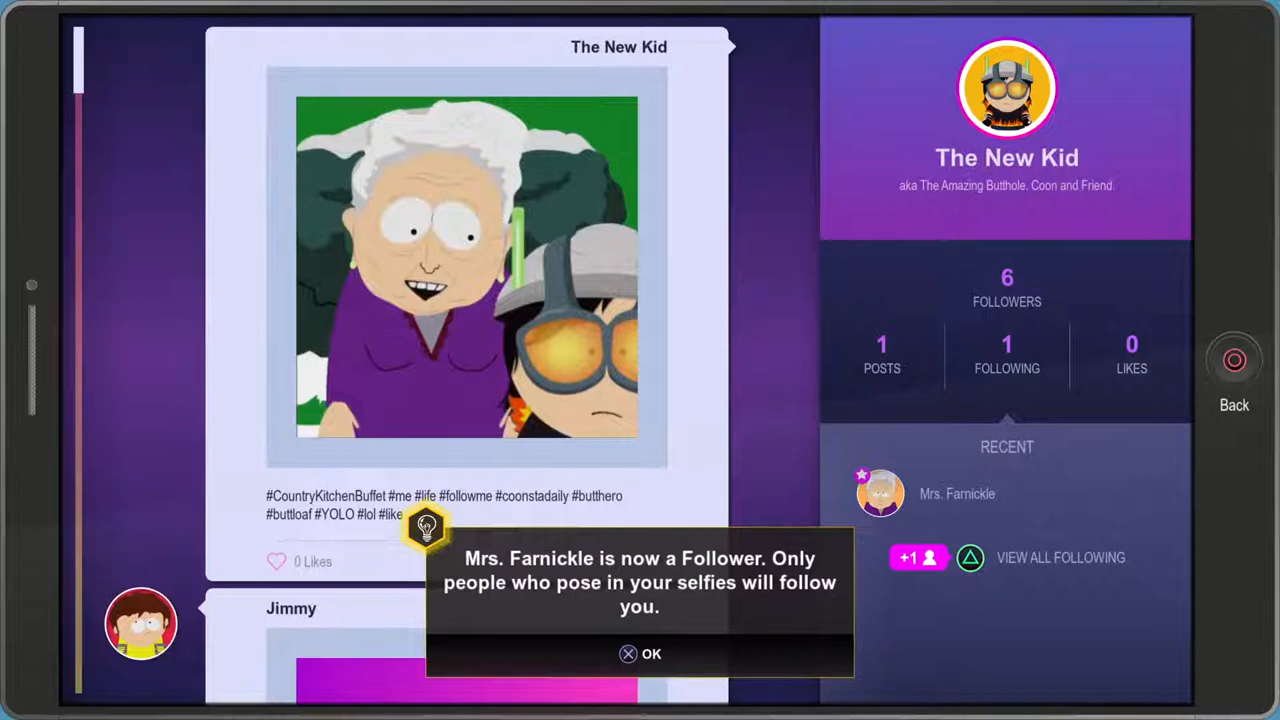 The New Kid
#CountryKitchenBuffet #me #life #followme #coonstadaily #butthero
#buttloaf #YOLO #lol #like
0 Likes
Jimmy
Mrs. Farnickle is now a Follower. Only
people who pose in your selfies will follow
you.
OK
The New Kid
aka The Amazing Butthole. Coon and Friend.
6
FOLLOWERS
1
POSTS
1
FOLLOWING
0
LIKES
RECENT
Mrs. Farnickle
+1
VIEW ALL FOLLOWING
Back